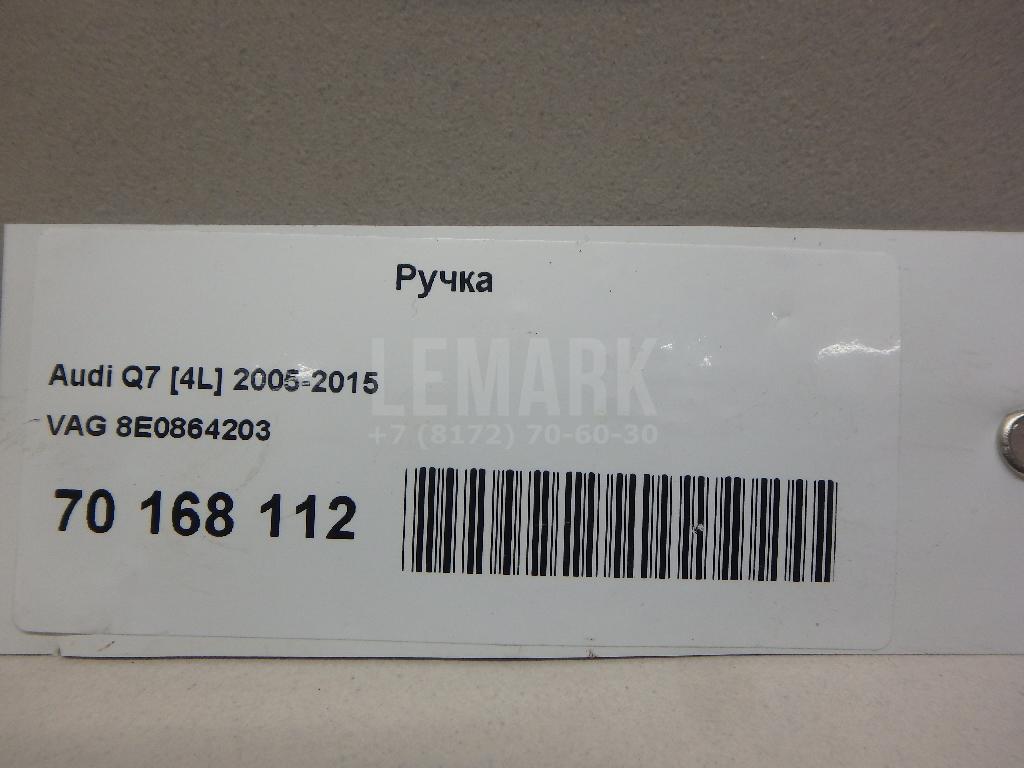 Ручка
LEMARK
Audi Q7 [4L] 2005-2015
VAG 8E0864203
+7 (8172) 70-60-30
70 168 112